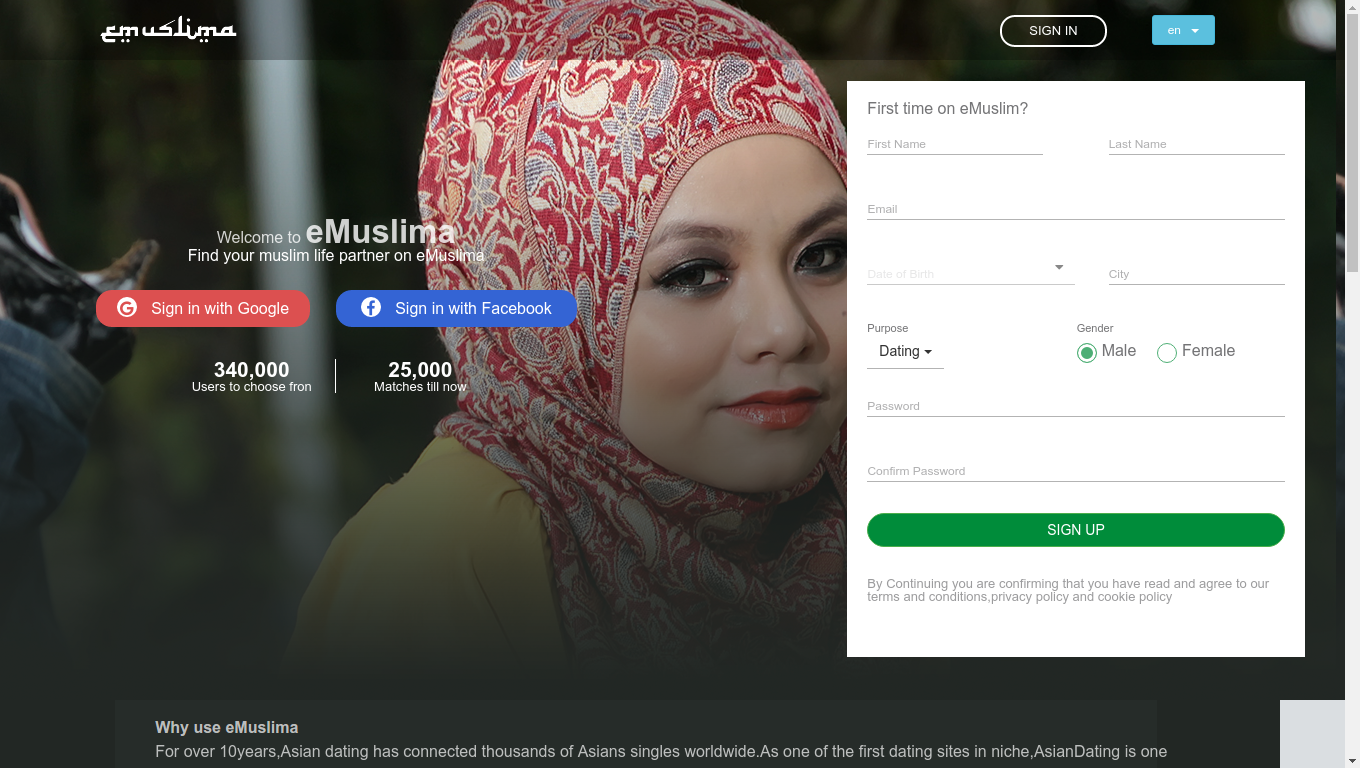 emuslima
SIGN IN
en
Welcome to eMuslima
Find your muslim life partner on eMuslima
Sign in with Google
Sign in with Facebook
340,000
Users to choose fron
25,000
Matches till now
First time on eMuslim?
First Name
Last Name
Email
Date of Birth
City
Purpose
Gender
Dating
Male
Female
Password
Confirm Password
SIGN UP
By Continuing you are confirming that you have read and agree to our
terms and conditions,privacy policy and cookie policy
Why use eMuslima
For over 10years,Asian dating has connected thousands of Asians singles worldwide.As one of the first dating sites in niche,AsianDating is one